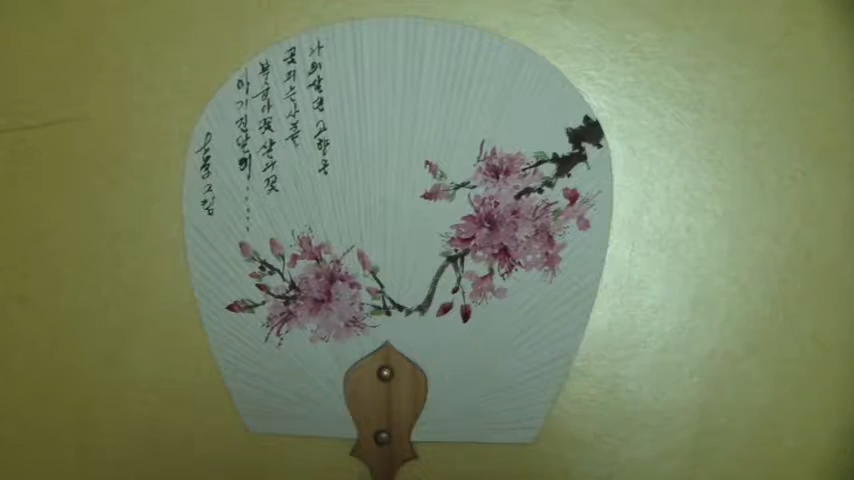 나의살던 고향은
꽃피는 산골
복숭아꽃 살구꽃
아기진달래.....
그림